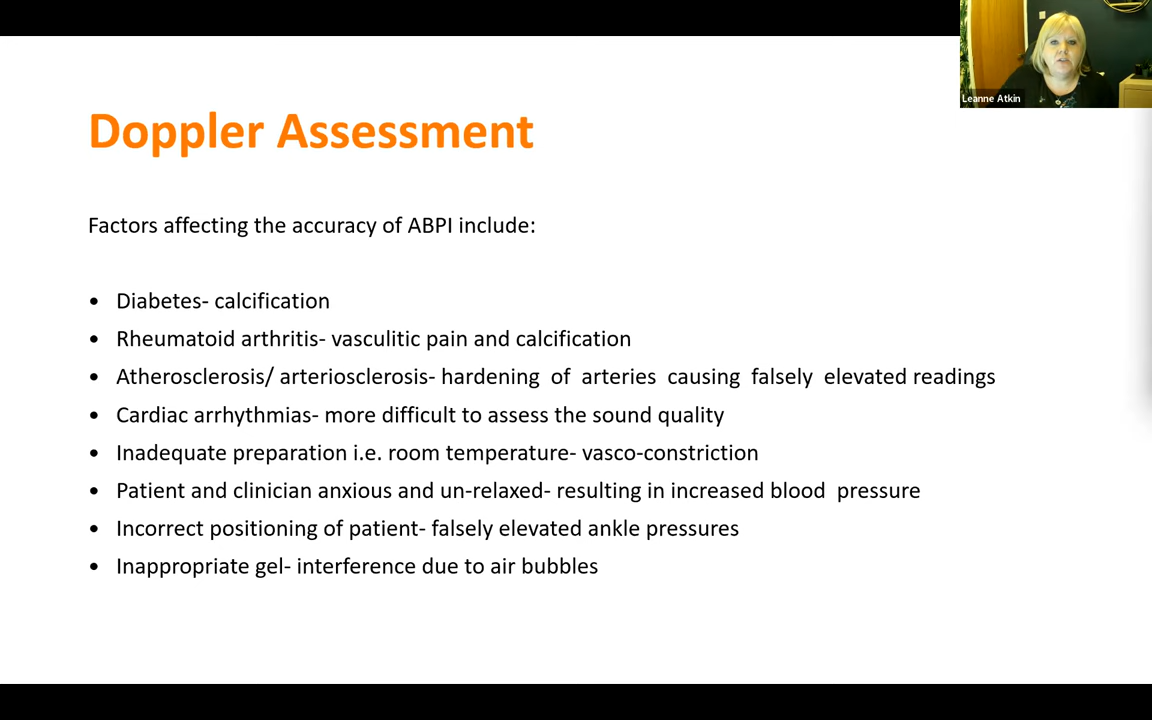 Leanne Atkin
Doppler Assessment
Factors affecting the accuracy of ABPI include:
• Diabetes- calcification
• Rheumatoid arthritis- vasculitic pain and calcification
• Atherosclerosis/ arteriosclerosis- hardening of arteries causing falsely elevated readings
• Cardiac arrhythmias- more difficult to assess the sound quality
• Inadequate preparation i.e. room temperature- vasco-constriction
• Patient and clinician anxious and un-relaxed- resulting in increased blood pressure
• Incorrect positioning of patient- falsely elevated ankle pressures
• Inappropriate gel- interference due to air bubbles